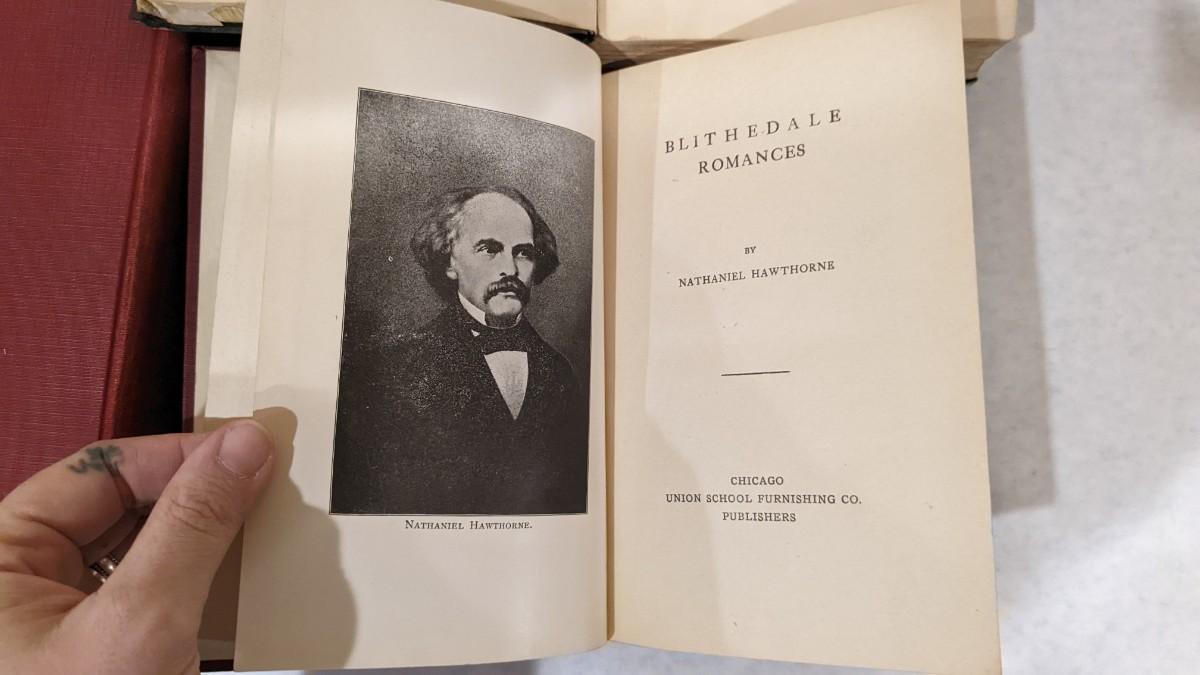 NATHANIEL HAWTHORNE.
BLITHEDALE
ROMANCES
BY
NATHANIEL HAWTHORNE
CHICAGO
UNION SCHOOL FURNISHING CO.
PUBLISHERS